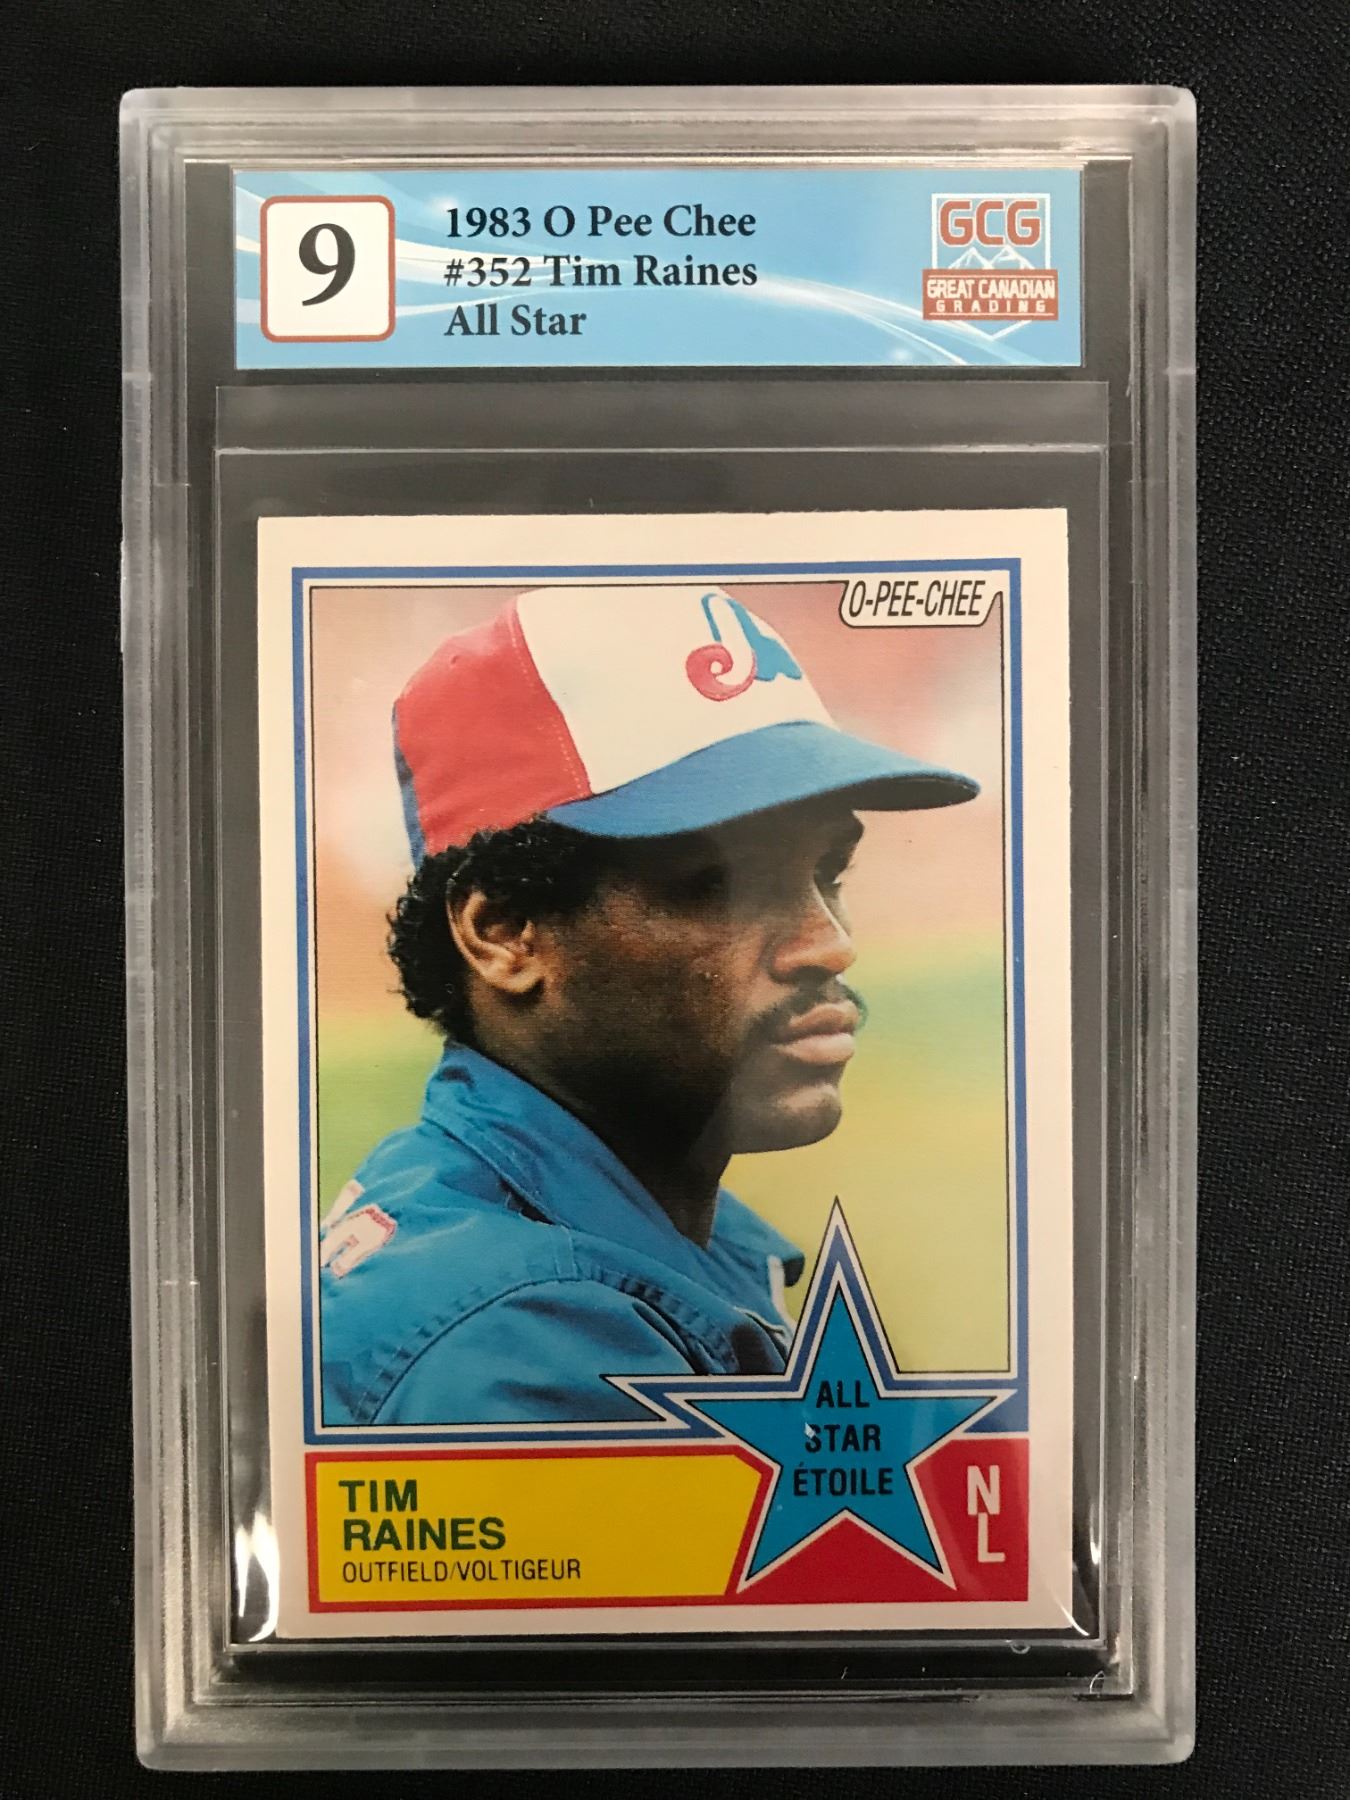 9
1983 O Pee Chee
#352 Tim Raines
All Star
GCG
GREAT CANADIAN
GRADING
O-PEE-CHEE
ALL
STAR
ÉTOILE
NL
TIM
RAINES
OUTFIELD/VOLTIGEUR